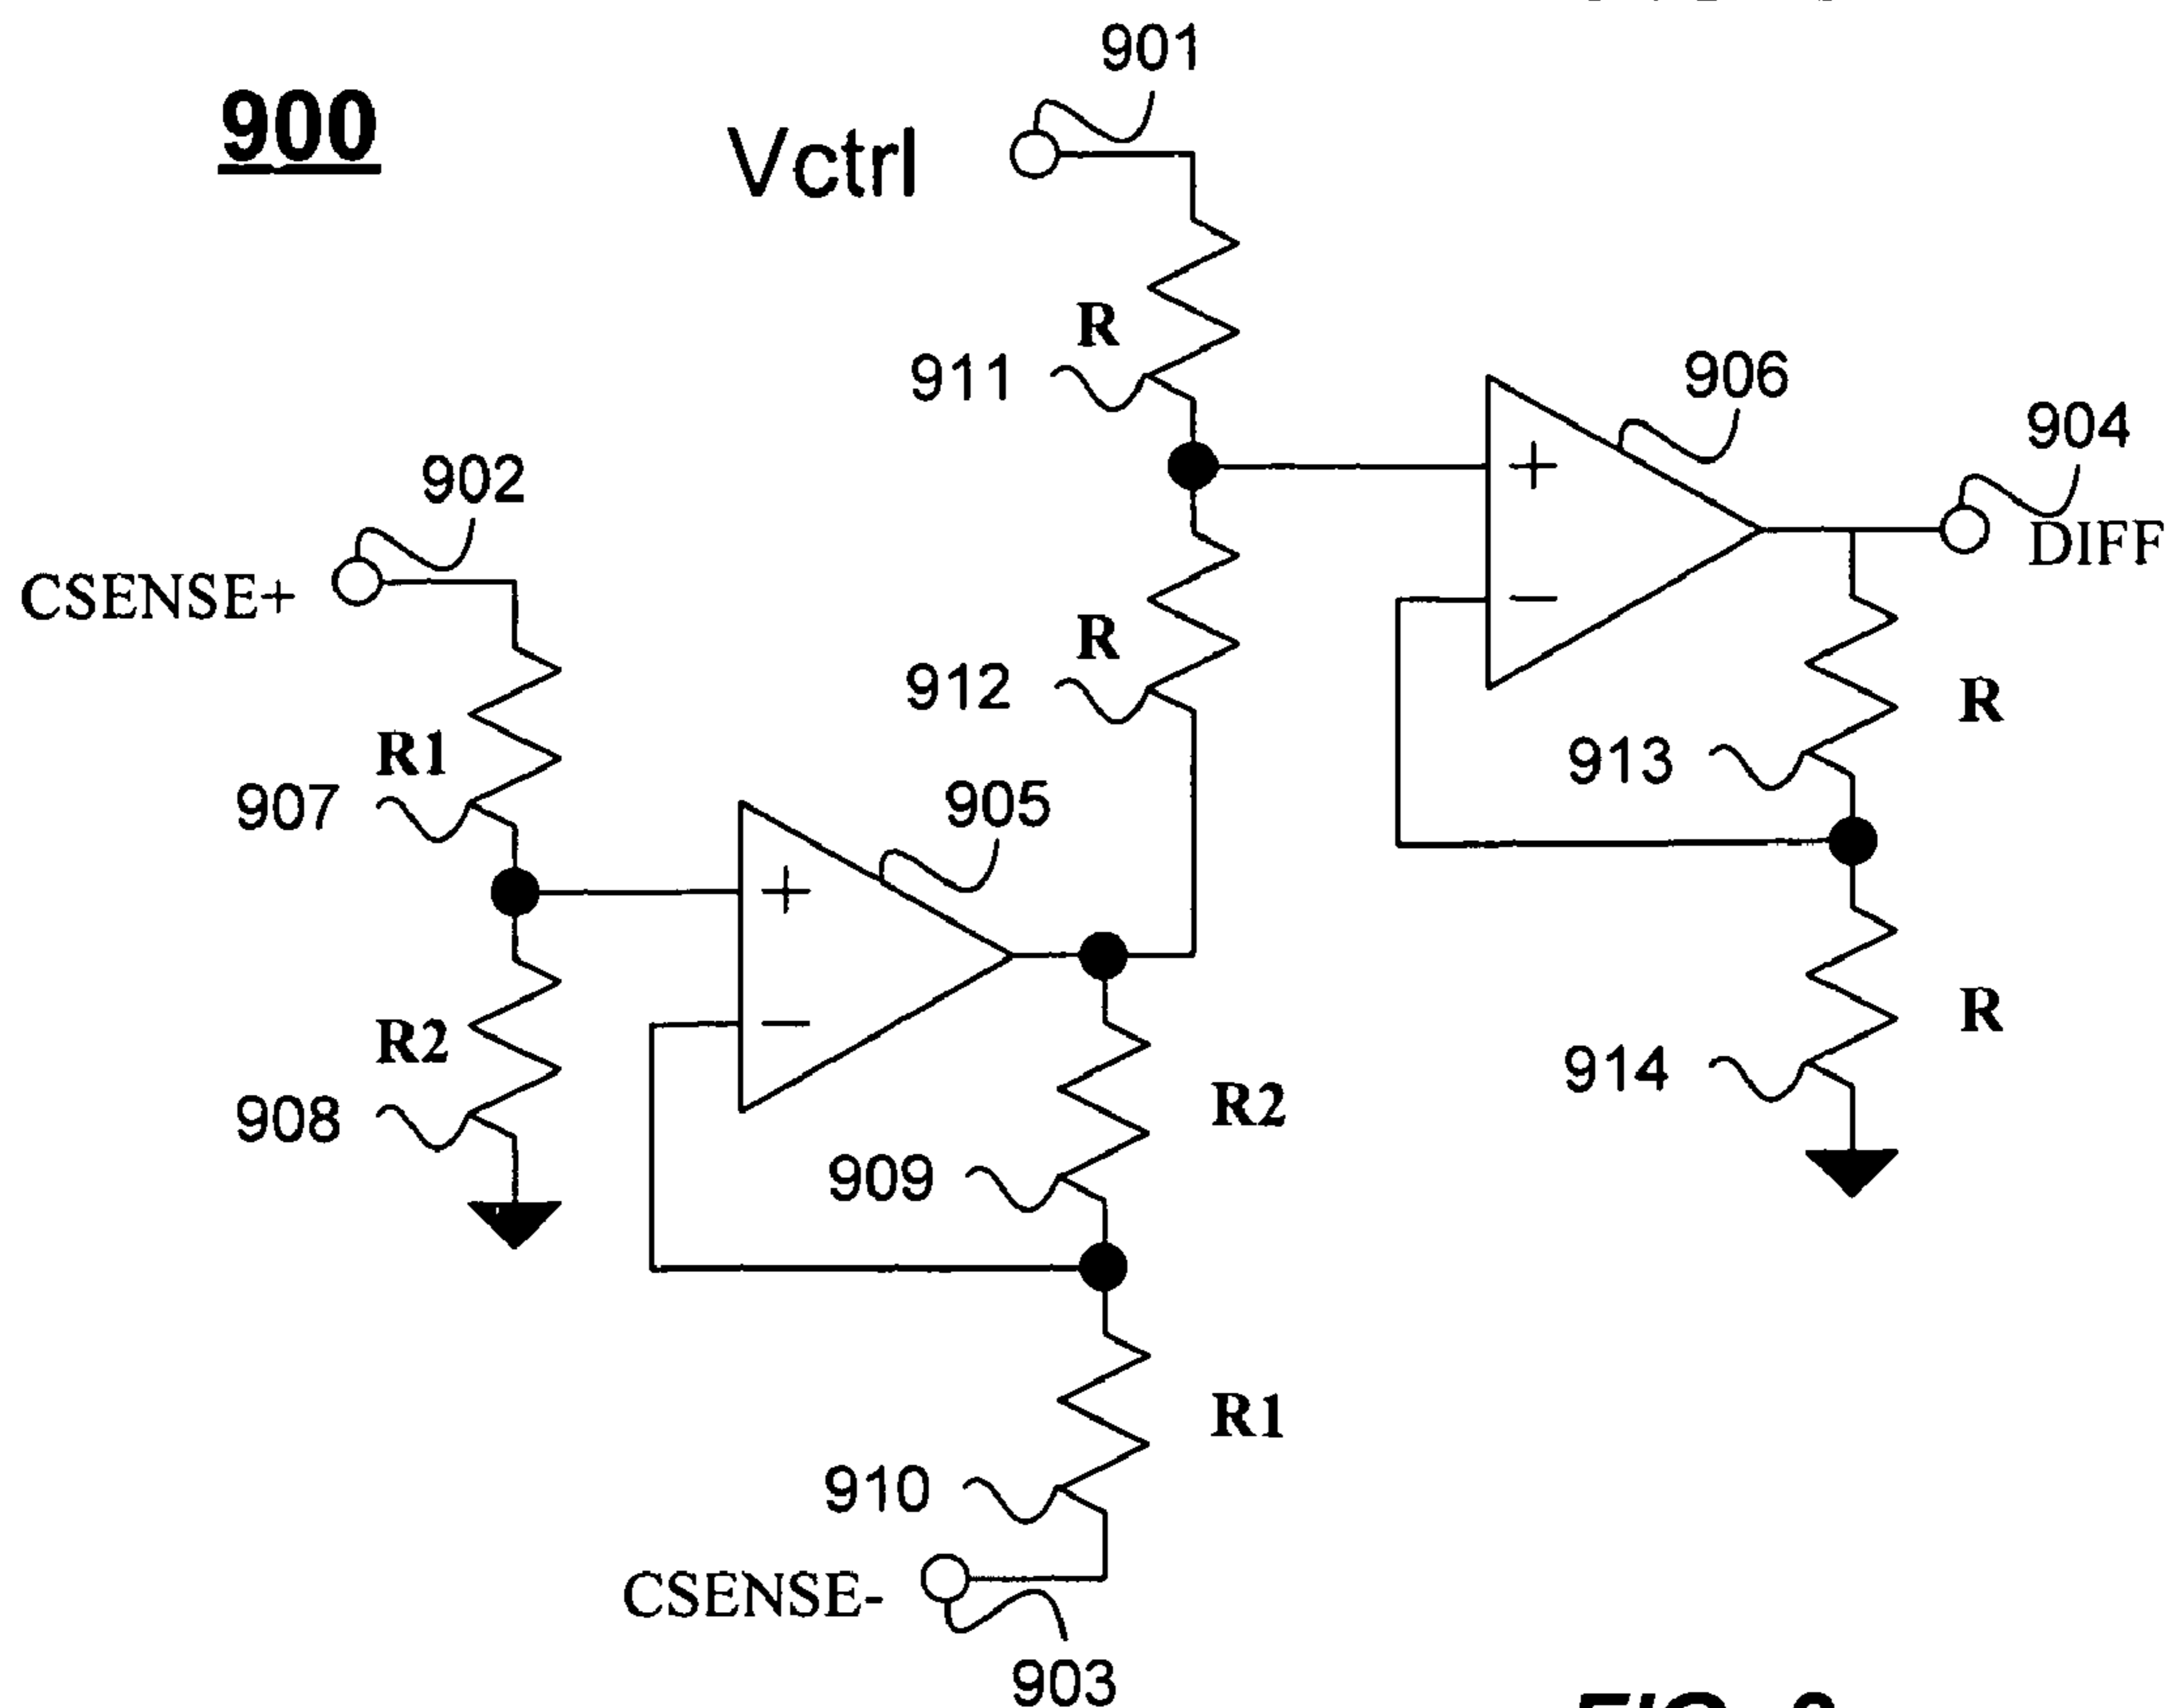 901
900
Vctrl
R
911
906
904
902
DIFF
CSENSE+
R
912
R
R1
913
905
907
+
-
+
-
R2
R
908
R2
914
909
R1
910
CSENSE-
903